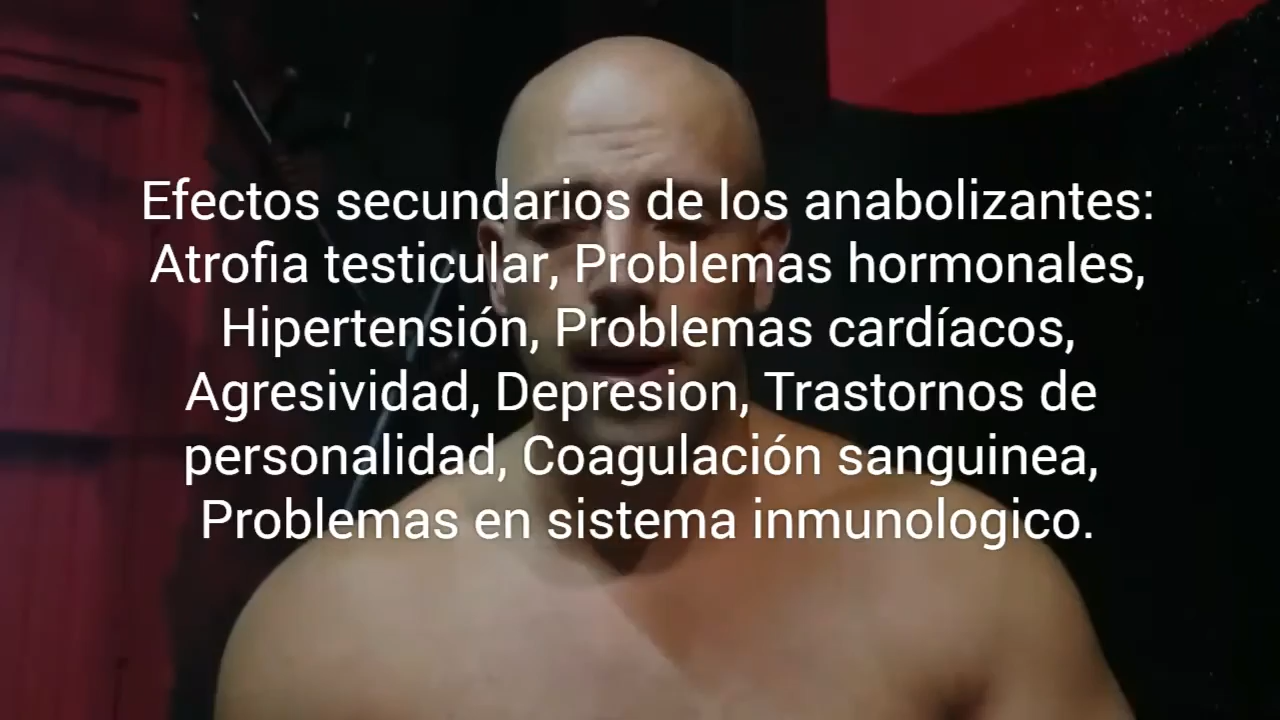 Efectos secundarios de los anabolizantes:
Atrofia testicular, Problemas hormonales,
Hipertensión, Problemas cardíacos,
Agresividad, Depresion, Trastornos de
personalidad, Coagulación sanguinea,
Problemas en sistema inmunologico.